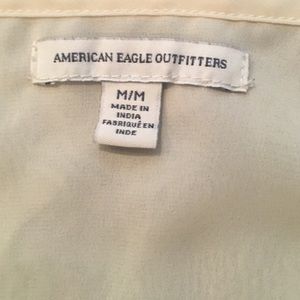 AMERICAN EAGLE OUTFITTERS
M/M
MADE IN
INDIA
FABRIQUÉ EN
INDE